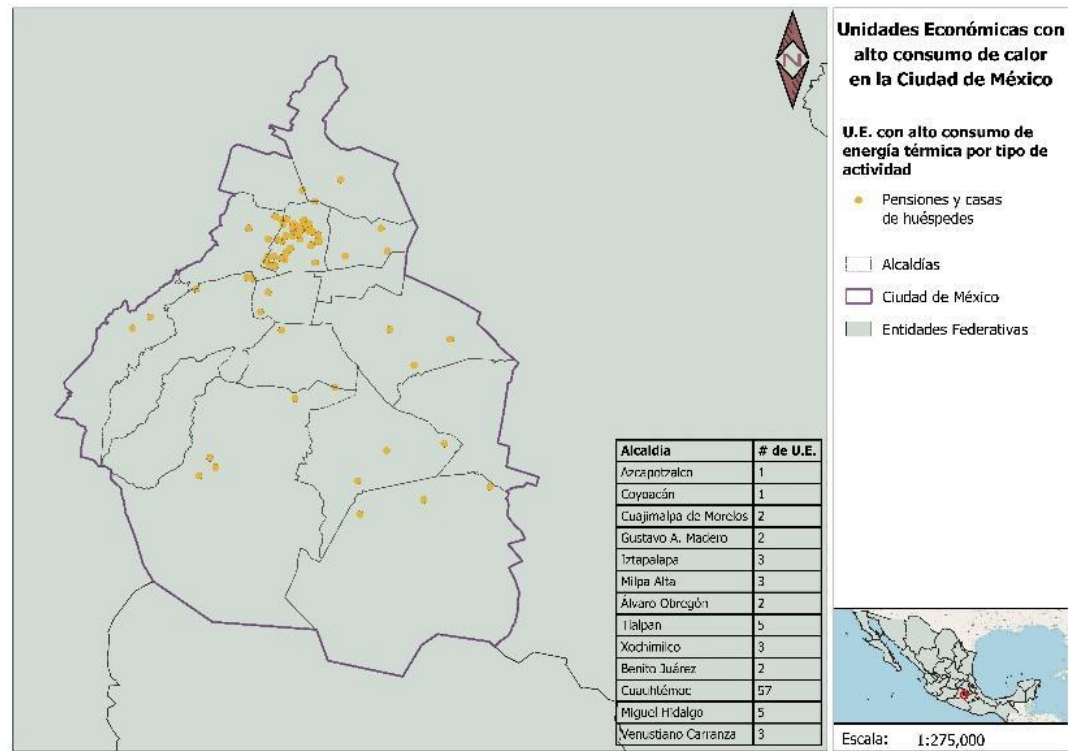 Unidades Económicas con
alto consumo de calor
en la Ciudad de México
U.E. con alto consumo de
energía térmica por tipo de
actividad
Pensiones y casas
de huéspedes
Alcaldías
Ciudad de México
Entidades Federativas
N
Alcaldia # de U.E.
Azcapotzalco 1
Coyoacán 1
Cuajimalpa de Morelos 2
Gustavo A. Madero 2
Iztapalapa 3
Milpa Alta 3
Álvaro Obregón 2
Tlalpan 5
Xochimilco 3
Benito Juárez 2
Cuauhtémoc 57
Miguel Hidalgo 5
Venustiano Carranza 3
Escala: 1:275,000